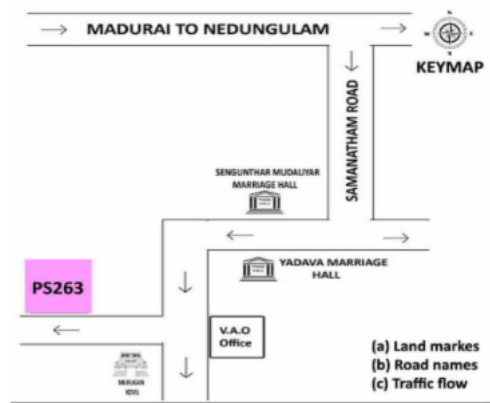 MADURAI TO NEDUNGULAM
N
W
E
S
KEYMAP
SAMANATHAM ROAD
SENGUNTHAR MUDALIYAR
MARRIAGE HALL
YADAVA MARRIAGE
HALL
PS263
V.A.O
Office
MURUGAN
KOVIL
(a) Land markes
(b) Road names
(c) Traffic flow